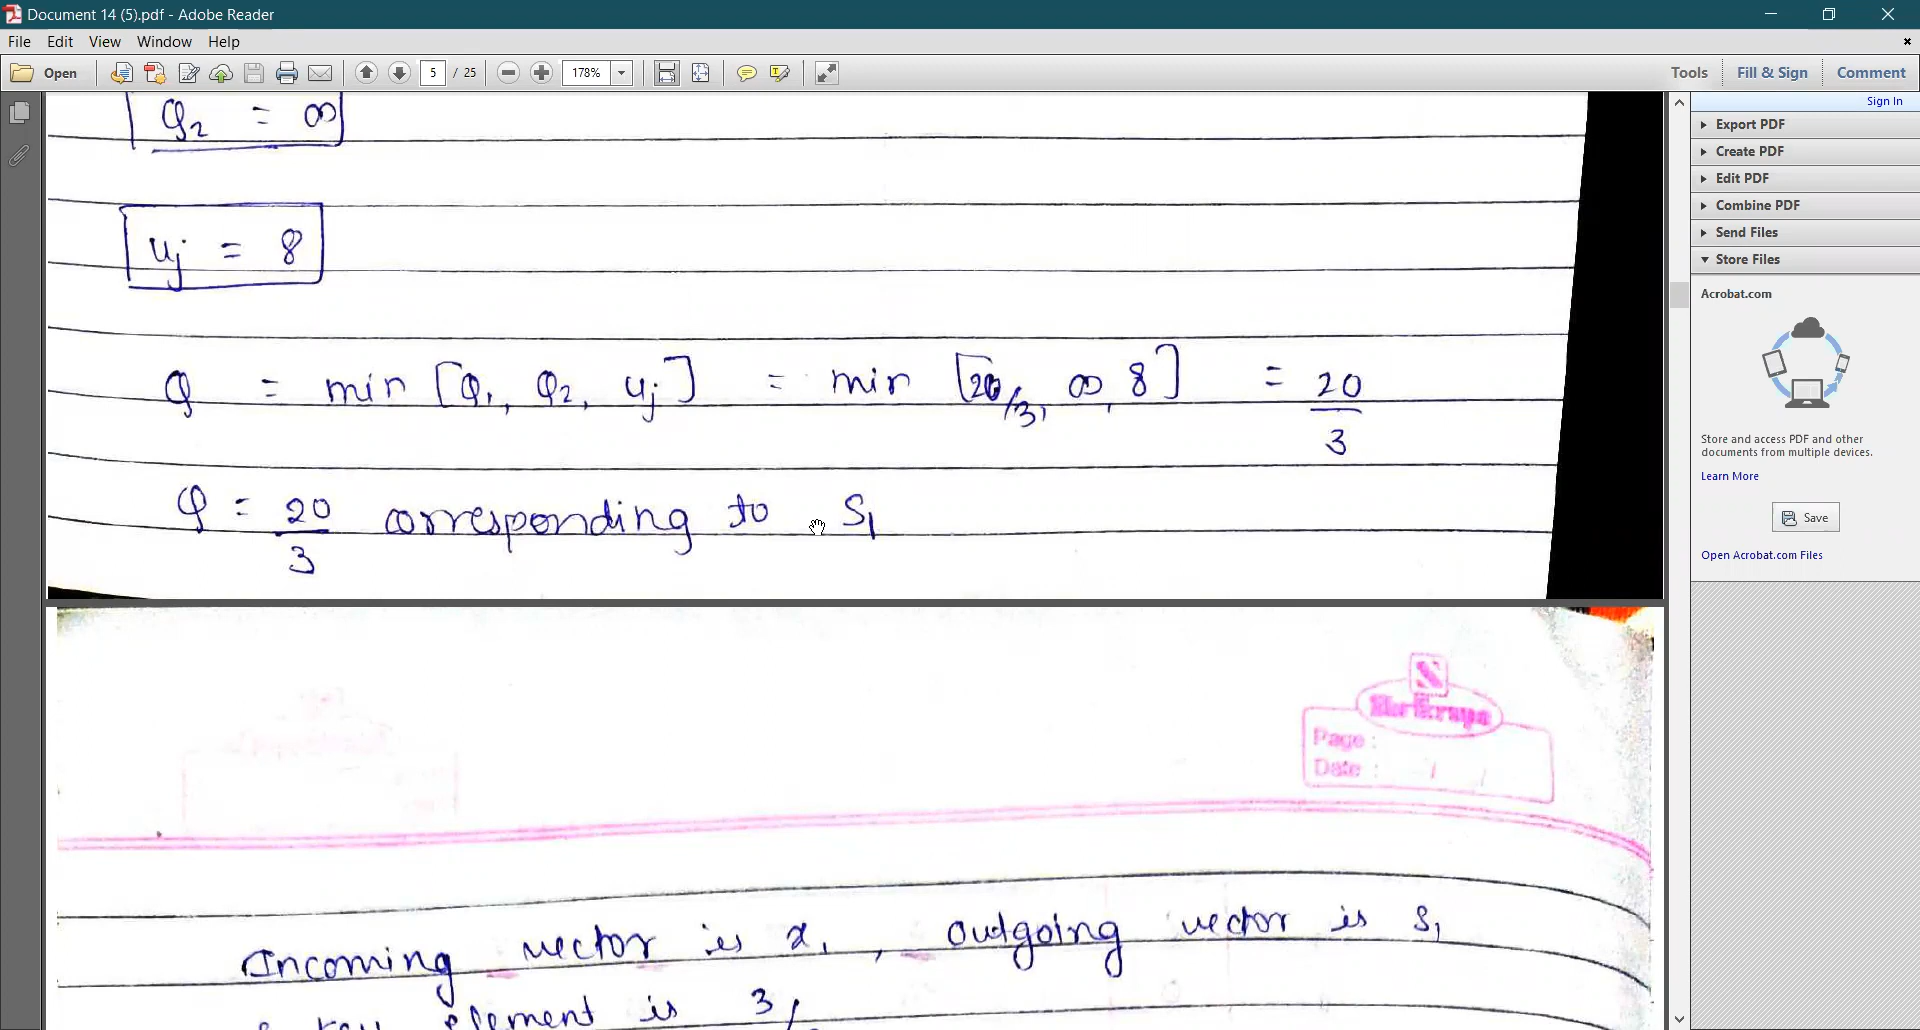 Document 14 (5).pdf - Adobe Reader
File Edit View Window Help
Open 5 / 25 178% Tools Fill & Sign Comment
Sign In
Export PDF
Create PDF
Edit PDF
Combine PDF
Send Files
Store Files
Acrobat.com
Store and access PDF and other
documents from multiple devices.
Learn More
Save
Open Acrobat.com Files
φ₂ = ∞
uj = 8
φ = min [φ₁, φ₂, uj] = min [20/3, ∞, 8] = 20/3
φ = 20/3 corresponding to S₁
Page :
Date : / /
Incoming vector is x₁, outgoing vector is S₁
key element is 3